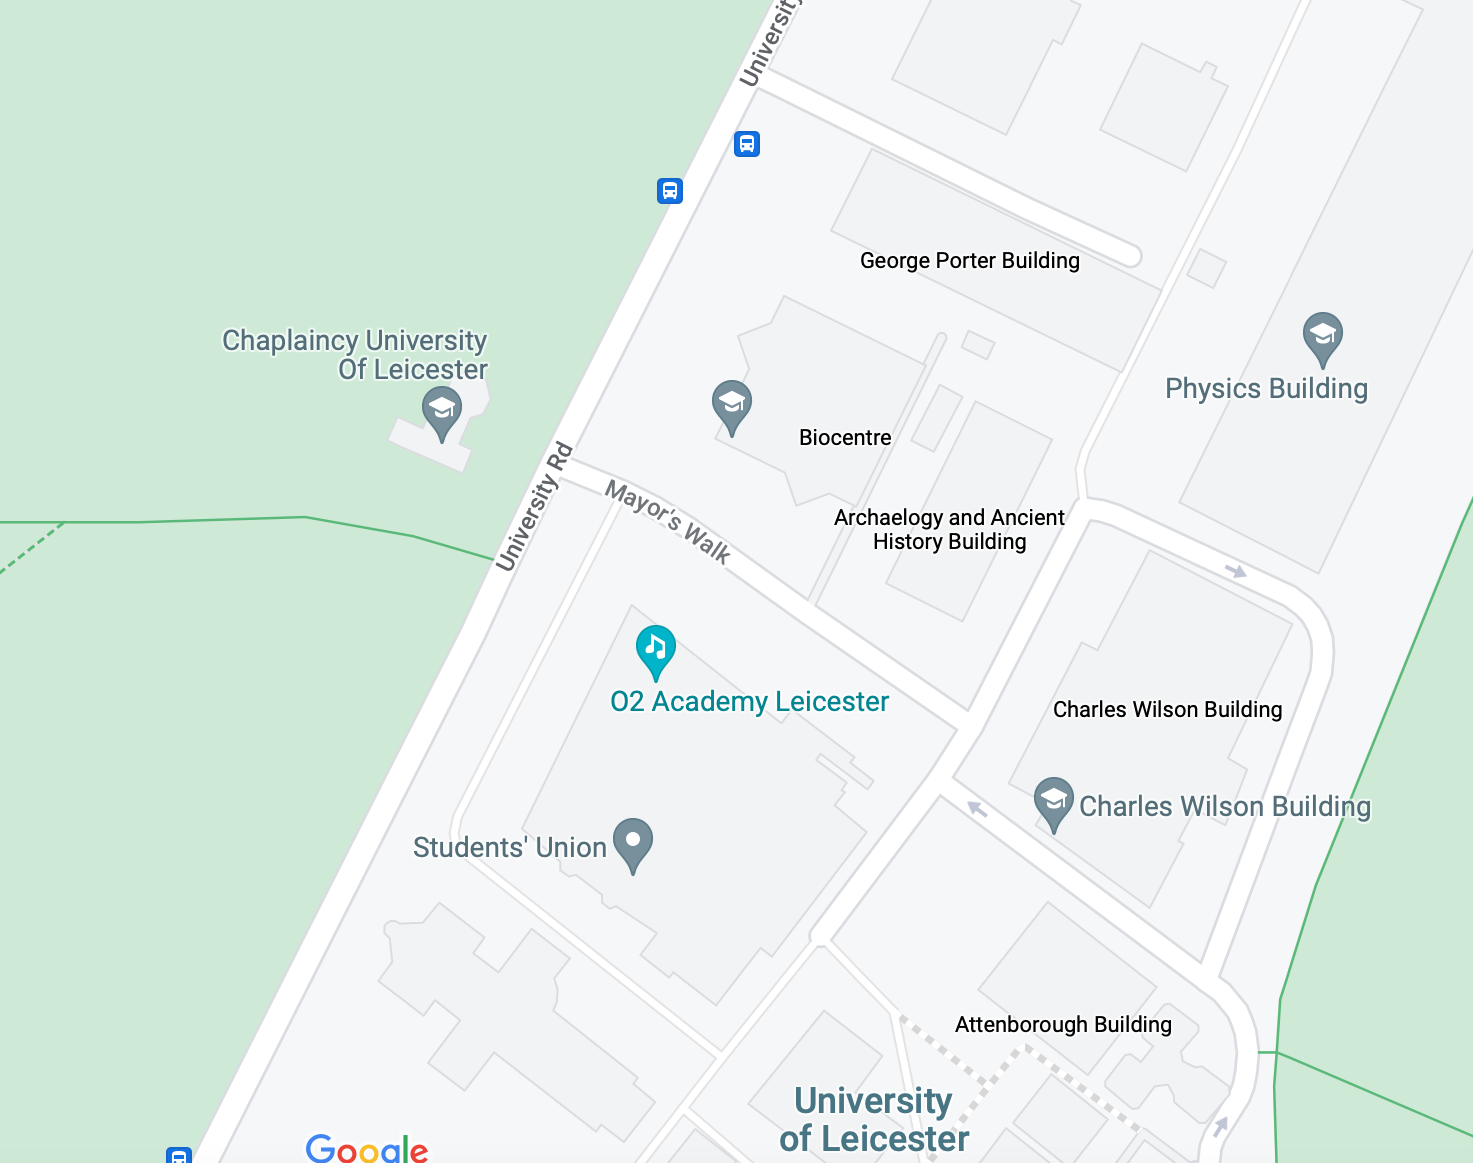 University
George Porter Building
Chaplaincy University
Of Leicester
Physics Building
Biocentre
University Rd
Mayor's Walk
Archaelogy and Ancient
History Building
O2 Academy Leicester
Charles Wilson Building
Charles Wilson Building
Students' Union
Attenborough Building
University
of Leicester
Google